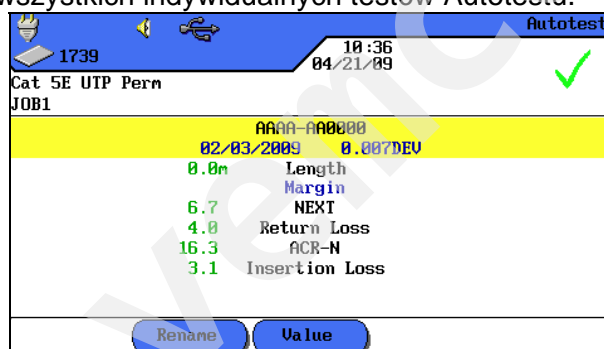 wszystkich indywidualnych testów Autotestu.
Autotest
1739
10:36
04/21/09
Cat 5E UTP Perm
JOB1
AAAA-AA0000
02/03/2009 0.007DEV
0.0m Length
Margin
6.7 NEXT
4.0 Return Loss
16.3 ACR-N
3.1 Insertion Loss
Rename Value
vemc